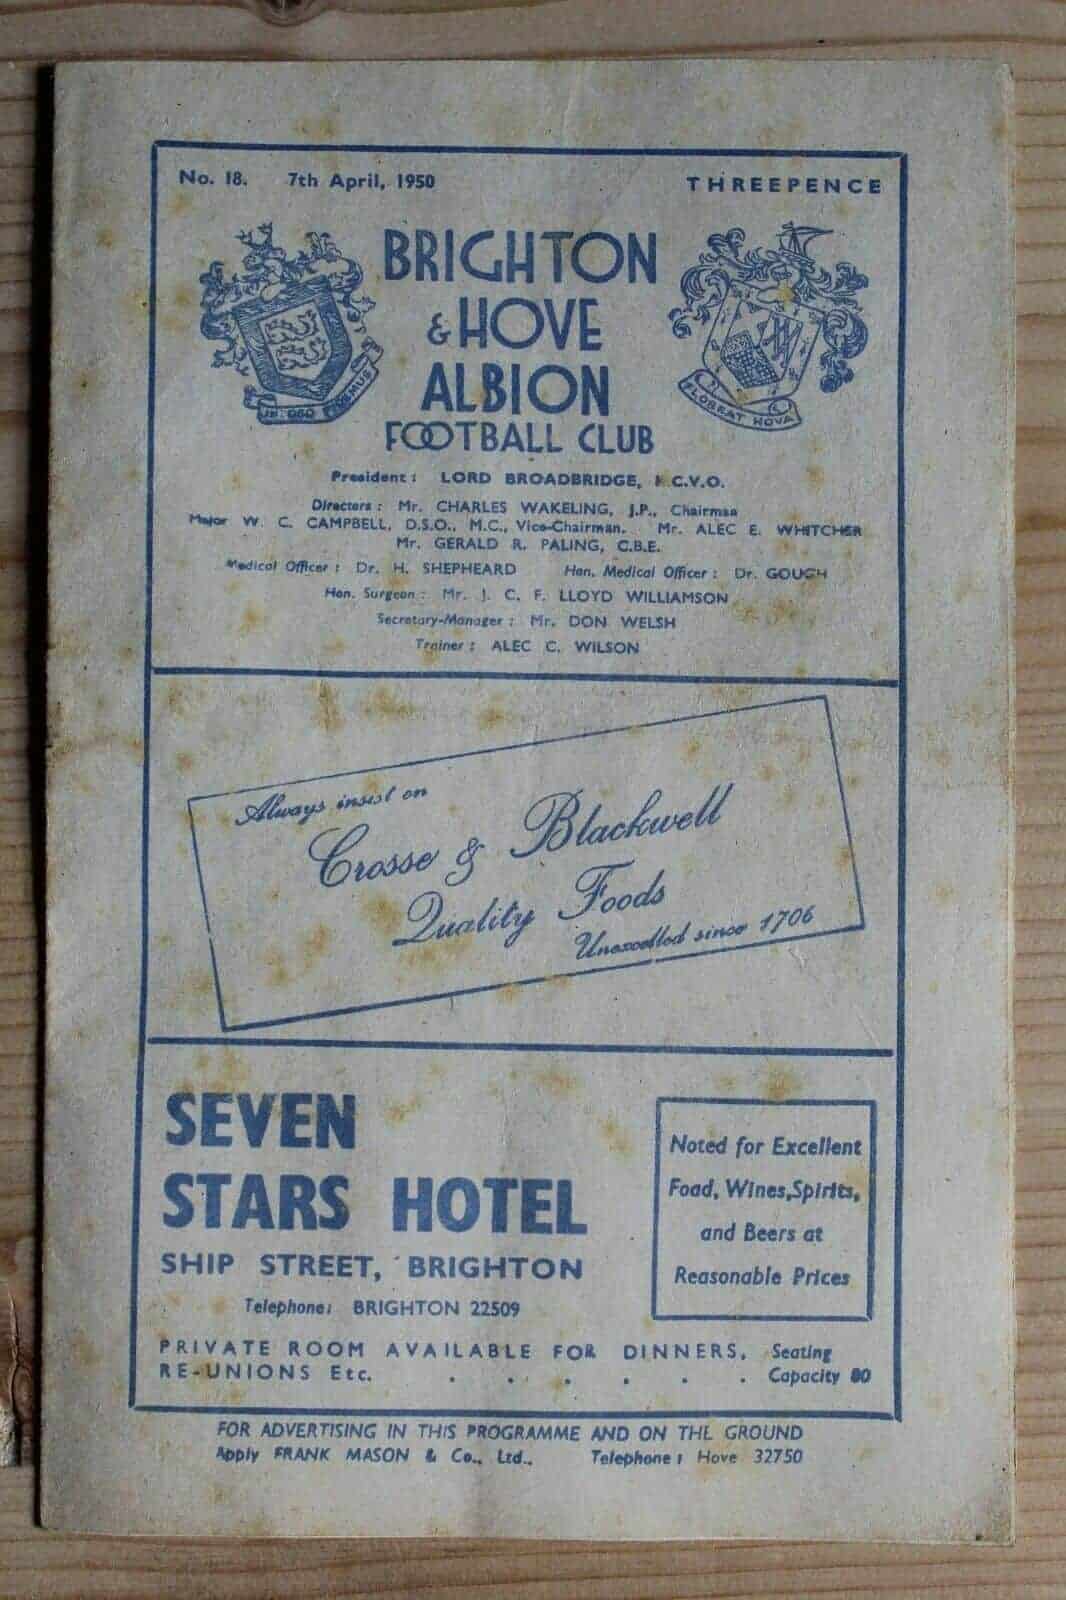 No. 18. 7th April, 1950 THREEPENCE
BRIGHTON
& HOVE
ALBION
FOOTBALL CLUB
IN DEO FIDEMUS
FLOREAT HOVA
President: LORD BROADBRIDGE, K.C.V.O.
Directors: Mr. CHARLES WAKELING, J.P., Chairman
Major W. C. CAMPBELL, D.S.O., M.C., Vice-Chairman. Mr. ALEC E. WHITCHER
Mr. GERALD R. PALING, C.B.E.
Medical Officer: Dr. H. SHEPHEARD Hon. Medical Officer: Dr. GOUGH
Hon. Surgeon: Mr. J. C. F. LLOYD WILLIAMSON
Secretary-Manager: Mr. DON WELSH
Trainer: ALEC C. WILSON
Always insist on
Crosse & Blackwell
Quality Foods
Unexcelled since 1706
SEVEN
STARS HOTEL
SHIP STREET, BRIGHTON
Telephone: BRIGHTON 22509
Noted for Excellent
Food, Wines, Spirits,
and Beers at
Reasonable Prices
PRIVATE ROOM AVAILABLE FOR DINNERS, Seating
RE-UNIONS Etc. . . . . . . Capacity 80
FOR ADVERTISING IN THIS PROGRAMME AND ON THE GROUND
Apply FRANK MASON & Co., Ltd., Telephone: Hove 32750